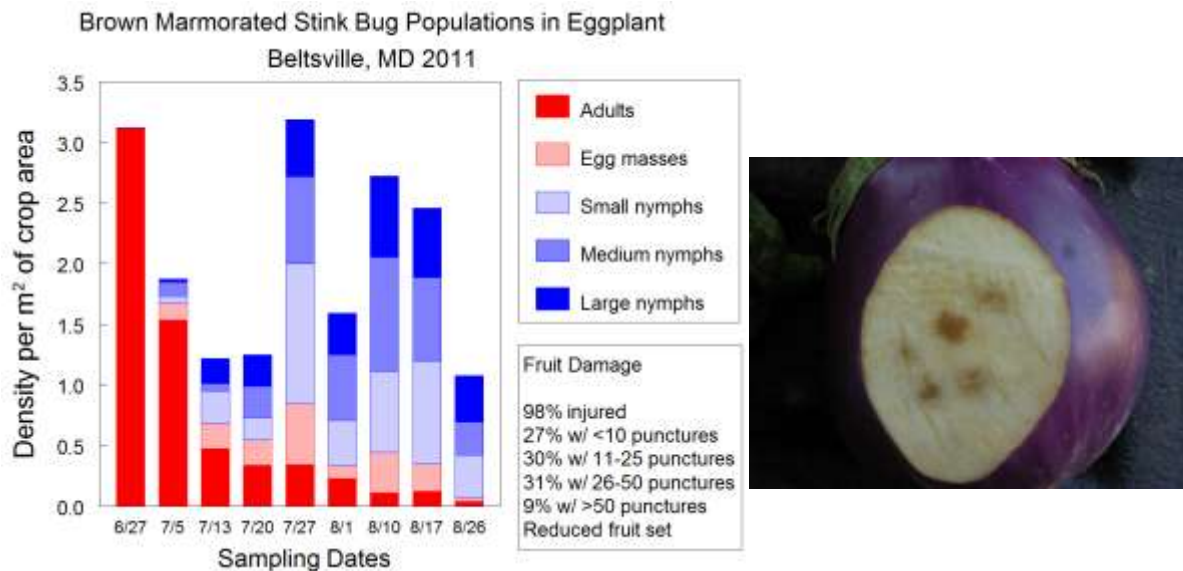 Brown Marmorated Stink Bug Populations in Eggplant
Beltsville, MD 2011
Density per m² of crop area
3.5
3.0
2.5
2.0
1.5
1.0
0.5
0.0
6/27 7/5 7/13 7/20 7/27 8/1 8/10 8/17 8/26
Sampling Dates
Adults
Egg masses
Small nymphs
Medium nymphs
Large nymphs
Fruit Damage
98% injured
27% w/ <10 punctures
30% w/ 11-25 punctures
31% w/ 26-50 punctures
9% w/ >50 punctures
Reduced fruit set